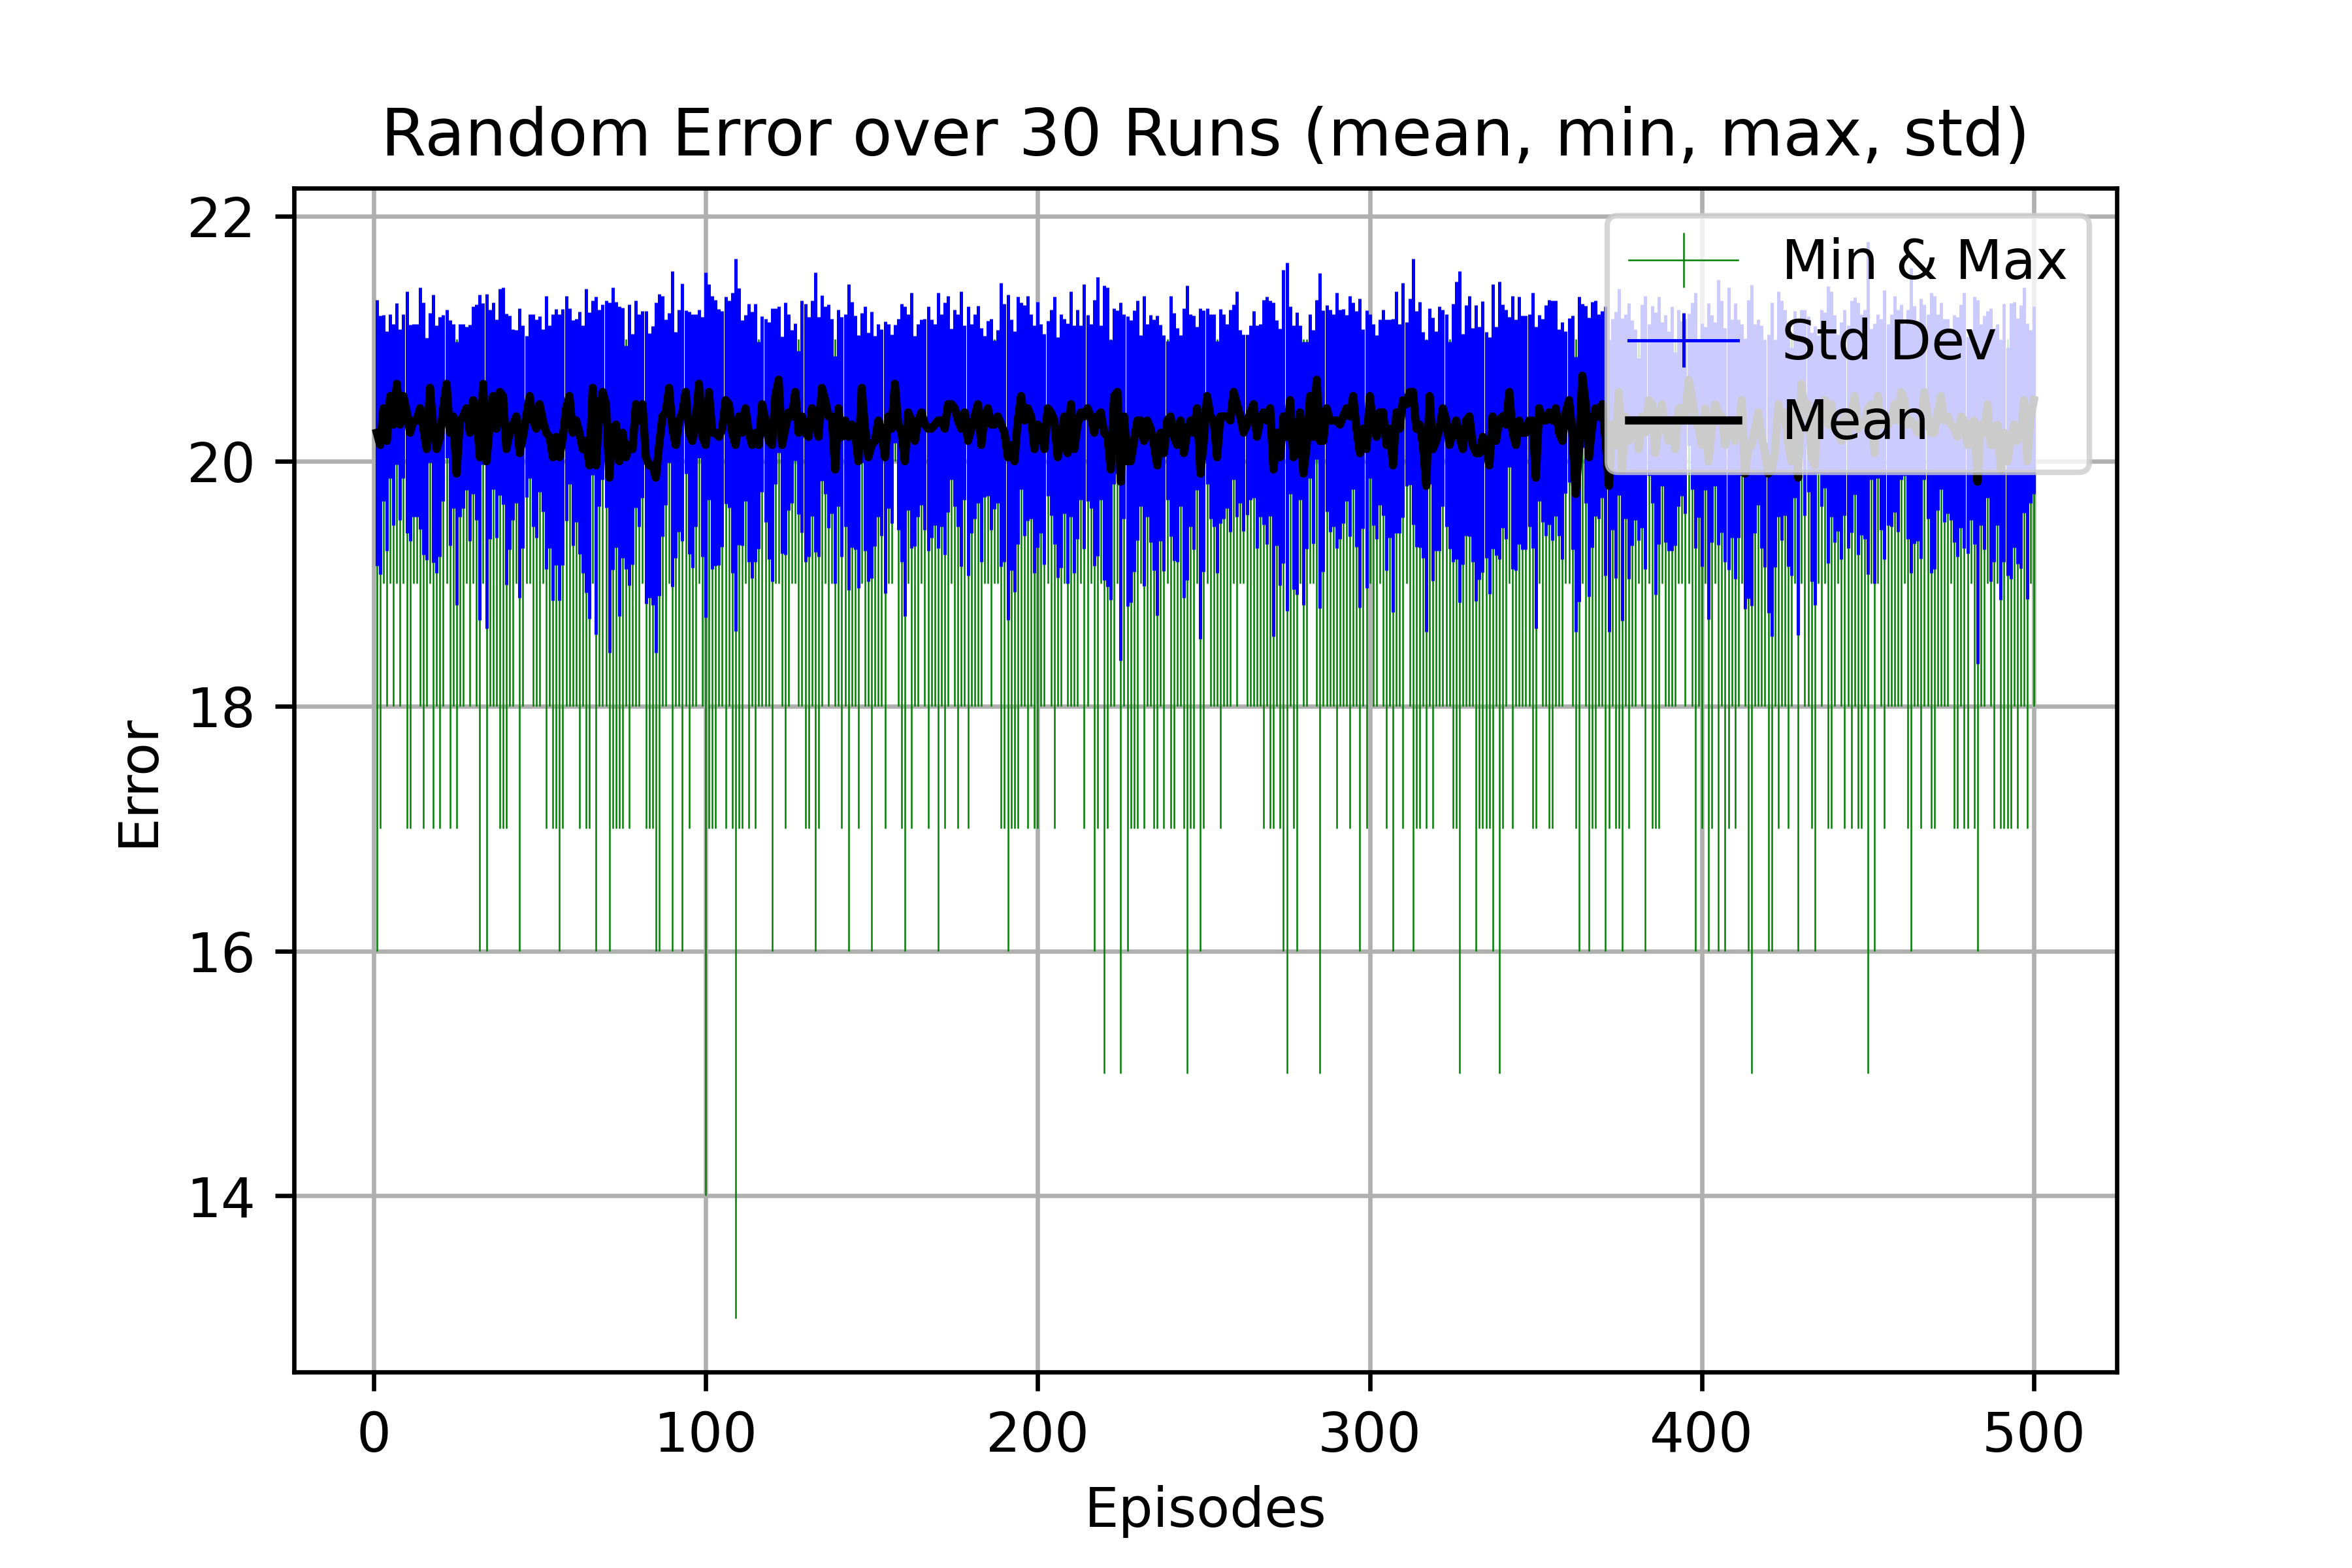 Random Error over 30 Runs (mean, min, max, std)
22
20
18
16
14
Error
Min & Max
Std Dev
Mean
0 100 200 300 400 500
Episodes